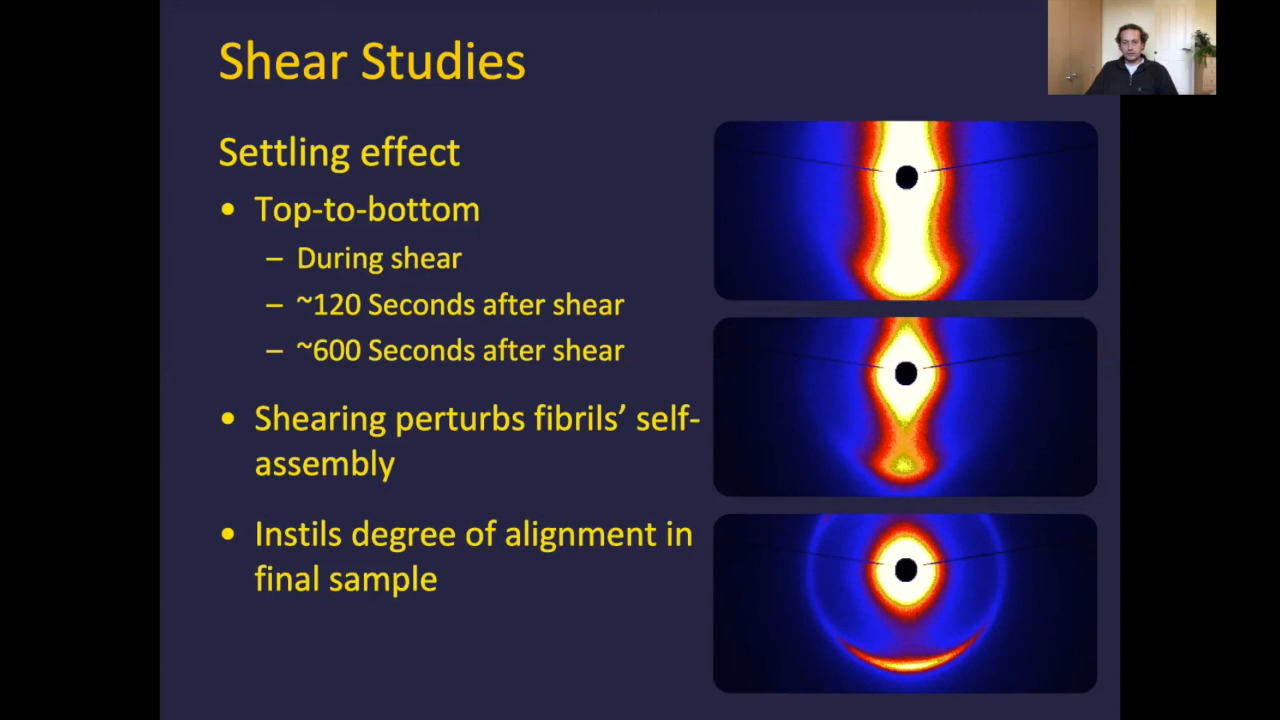 Shear Studies
Settling effect
• Top-to-bottom
– During shear
– ~120 Seconds after shear
– ~600 Seconds after shear
• Shearing perturbs fibrils’ self-
assembly
• Instils degree of alignment in
final sample